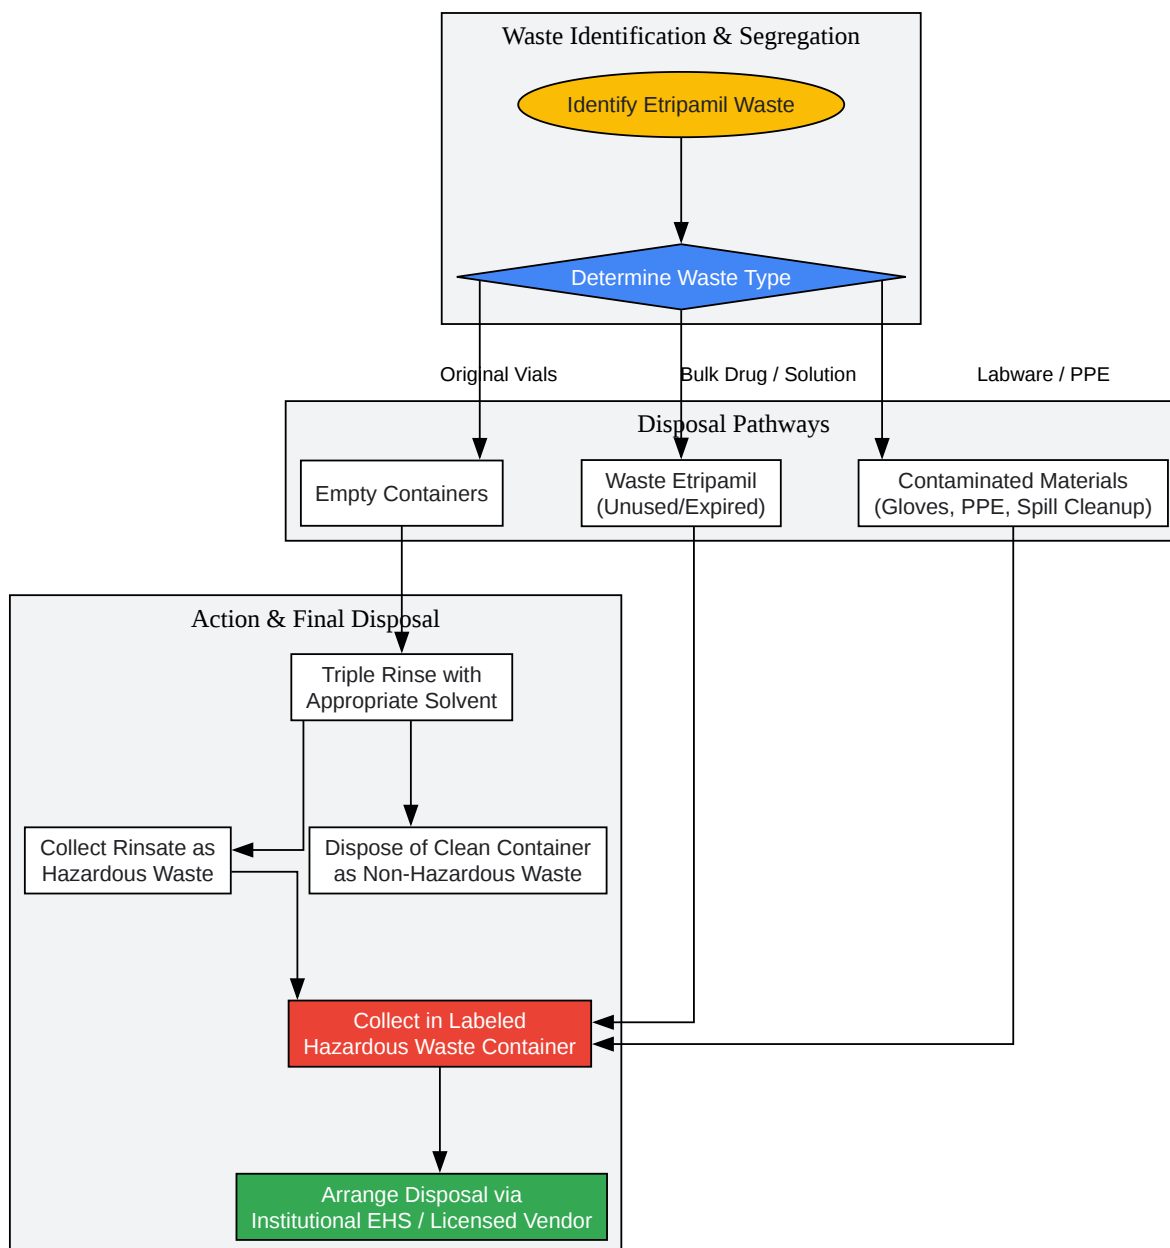 Waste Identification & Segregation
Identify Etripamil Waste
Determine Waste Type
Original Vials
Bulk Drug / Solution
Labware / PPE
Disposal Pathways
Empty Containers
Waste Etripamil
(Unused/Expired)
Contaminated Materials
(Gloves, PPE, Spill Cleanup)
Action & Final Disposal
Triple Rinse with
Appropriate Solvent
Collect Rinsate as
Hazardous Waste
Dispose of Clean Container
as Non-Hazardous Waste
Collect in Labeled
Hazardous Waste Container
Arrange Disposal via
Institutional EHS / Licensed Vendor